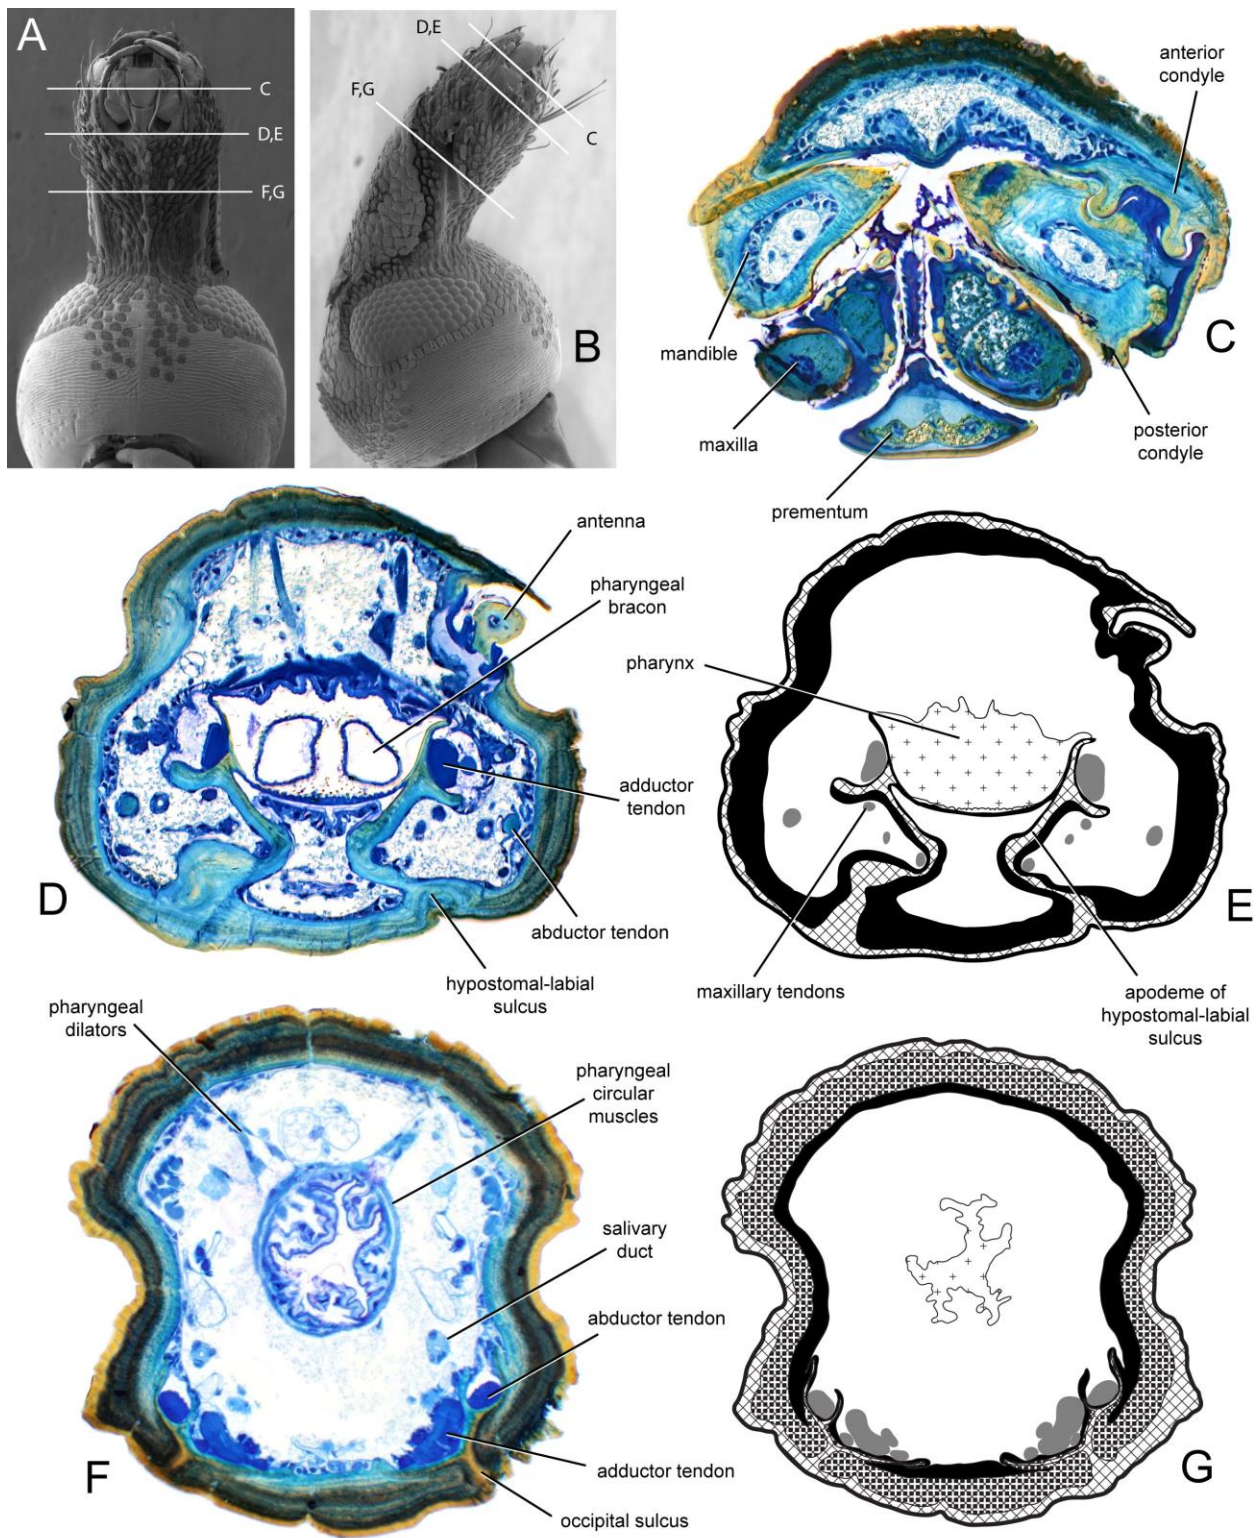 A
C
D,E
F,G
D,E
F,G
C
B
anterior
condyle
mandible
maxilla
prementum
posterior
condyle
C
antenna
pharyngeal
bracon
pharynx
adductor
tendon
abductor tendon
hypostomal-labial
sulcus
D
maxillary tendons
apodeme of
hypostomal-labial
sulcus
E
pharyngeal
dilators
pharyngeal
circular
muscles
salivary
duct
abductor tendon
adductor tendon
occipital sulcus
F
G